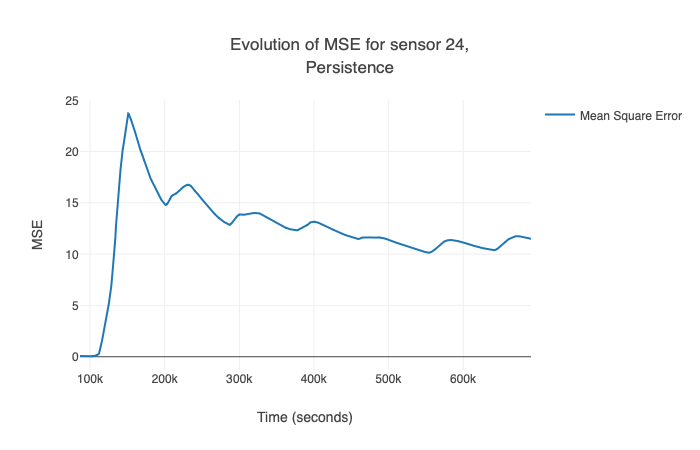 Evolution of MSE for sensor 24,
Persistence
Mean Square Error
MSE
25
20
15
10
5
0
100k 200k 300k 400k 500k 600k
Time (seconds)